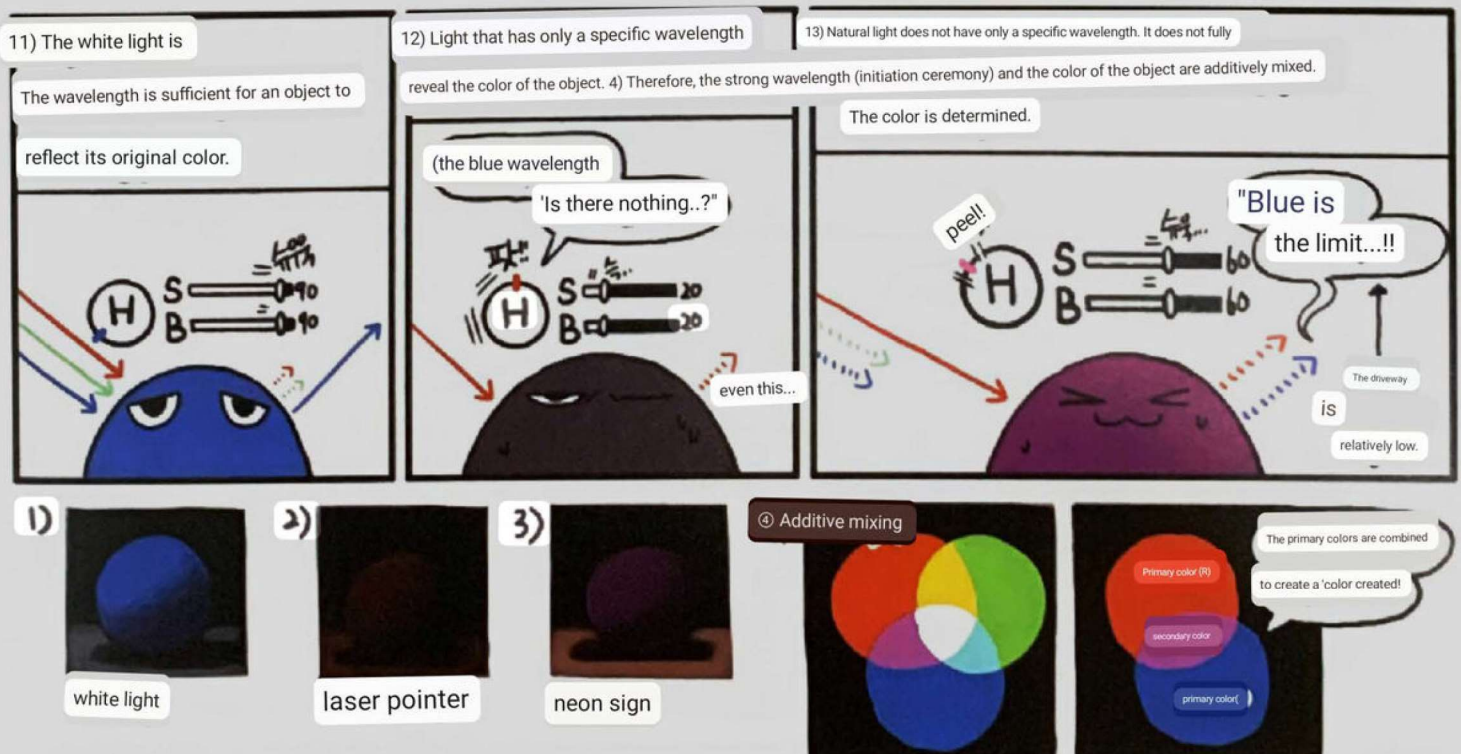 11) The white light is
The wavelength is sufficient for an object to
reflect its original color.
12) Light that has only a specific wavelength
13) Natural light does not have only a specific wavelength. It does not fully
reveal the color of the object. 4) Therefore, the strong wavelength (initiation ceremony) and the color of the object are additively mixed.
The color is determined.
(the blue wavelength
'Is there nothing..?"
H
S 90
B 90
H
S 20
B 20
even this...
peel!
H
S 60
B 60
"Blue is
the limit...!!
The driveway
is
relatively low.
1)
white light
2)
laser pointer
3)
neon sign
④ Additive mixing
Primary color (R)
secondary color
primary color(
The primary colors are combined
to create a 'color created!